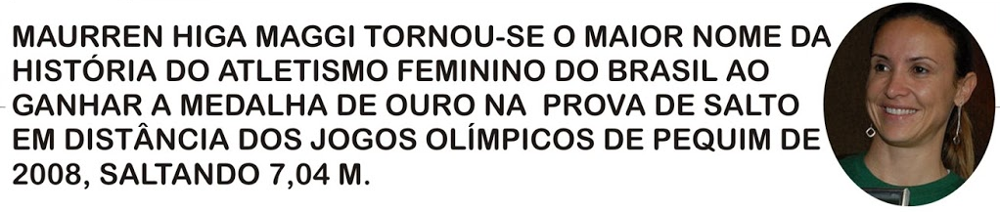 MAURREN HIGA MAGGI TORNOU-SE O MAIOR NOME DA
HISTÓRIA DO ATLETISMO FEMININO DO BRASIL AO
GANHAR A MEDALHA DE OURO NA PROVA DE SALTO
EM DISTÂNCIA DOS JOGOS OLÍMPICOS DE PEQUIM DE
2008, SALTANDO 7,04 M.